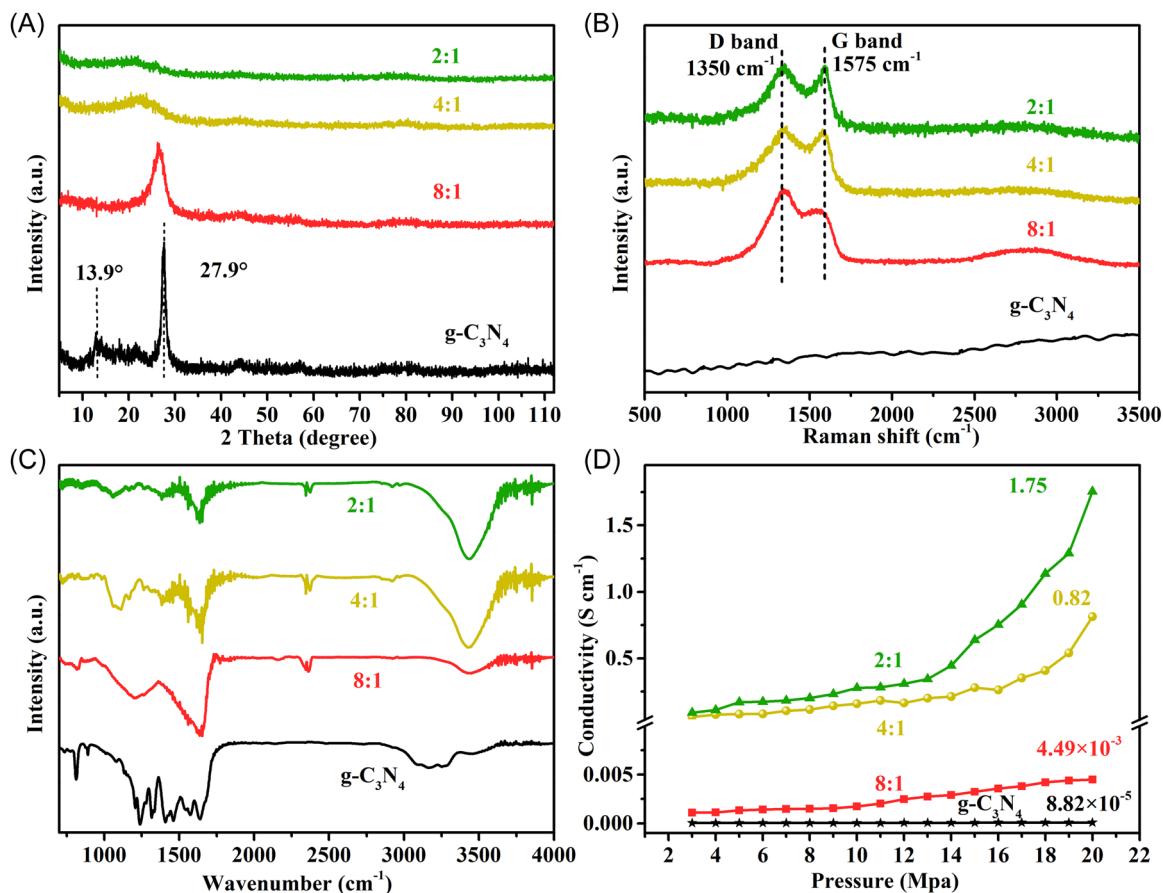 (A)
2:1
4:1
8:1
13.9°
27.9°
g-C₃N₄
Intensity (a.u.)
10 20 30 40 50 60 70 80 90 100 110
2 Theta (degree)
(B)
D band
1350 cm⁻¹
G band
1575 cm⁻¹
2:1
4:1
8:1
g-C₃N₄
Intensity (a.u.)
500 1000 1500 2000 2500 3000 3500
Raman shift (cm⁻¹)
(C)
2:1
4:1
8:1
g-C₃N₄
Intensity (a.u.)
1000 1500 2000 2500 3000 3500 4000
Wavenumber (cm⁻¹)
(D)
1.75
1.5
1.0
0.82
0.5
2:1
4:1
4.49×10⁻³
0.005
8:1
g-C₃N₄
8.82×10⁻⁵
0.000
Conductivity (S cm⁻¹)
2 4 6 8 10 12 14 16 18 20 22
Pressure (Mpa)